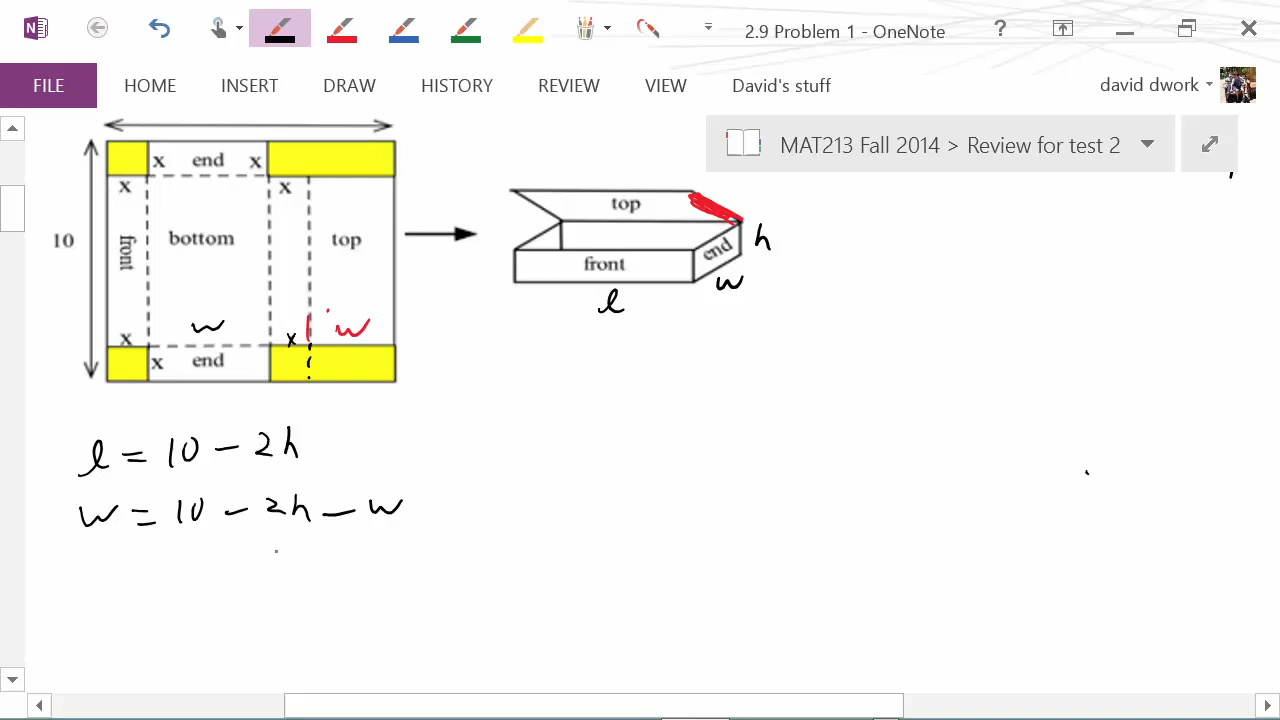 2.9 Problem 1 - OneNote
?
FILE HOME INSERT DRAW HISTORY REVIEW VIEW David's stuff
david dwork
MAT213 Fall 2014 > Review for test 2
x end x
x x
10
front
bottom
top
w
x x w
x end
top
front
end
h
w
l
l = 10 - 2h
w = 10 - 2h - w